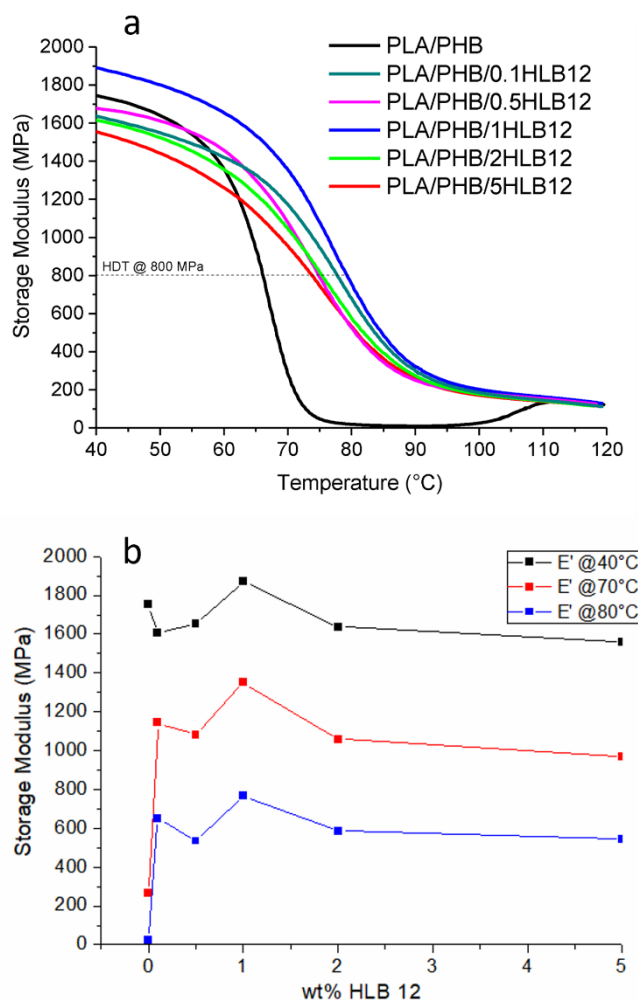 a
2000
1800
1600
1400
1200
1000
800
600
400
200
0
Storage Modulus (MPa)
PLA/PHB
PLA/PHB/0.1HLB12
PLA/PHB/0.5HLB12
PLA/PHB/1HLB12
PLA/PHB/2HLB12
PLA/PHB/5HLB12
HDT @ 800 MPa
40 50 60 70 80 90 100 110 120
Temperature (°C)
b
2000
1800
1600
1400
1200
1000
800
600
400
200
0
Storage Modulus (MPa)
E' @40°C
E' @70°C
E' @80°C
0 1 2 3 4 5
wt% HLB 12